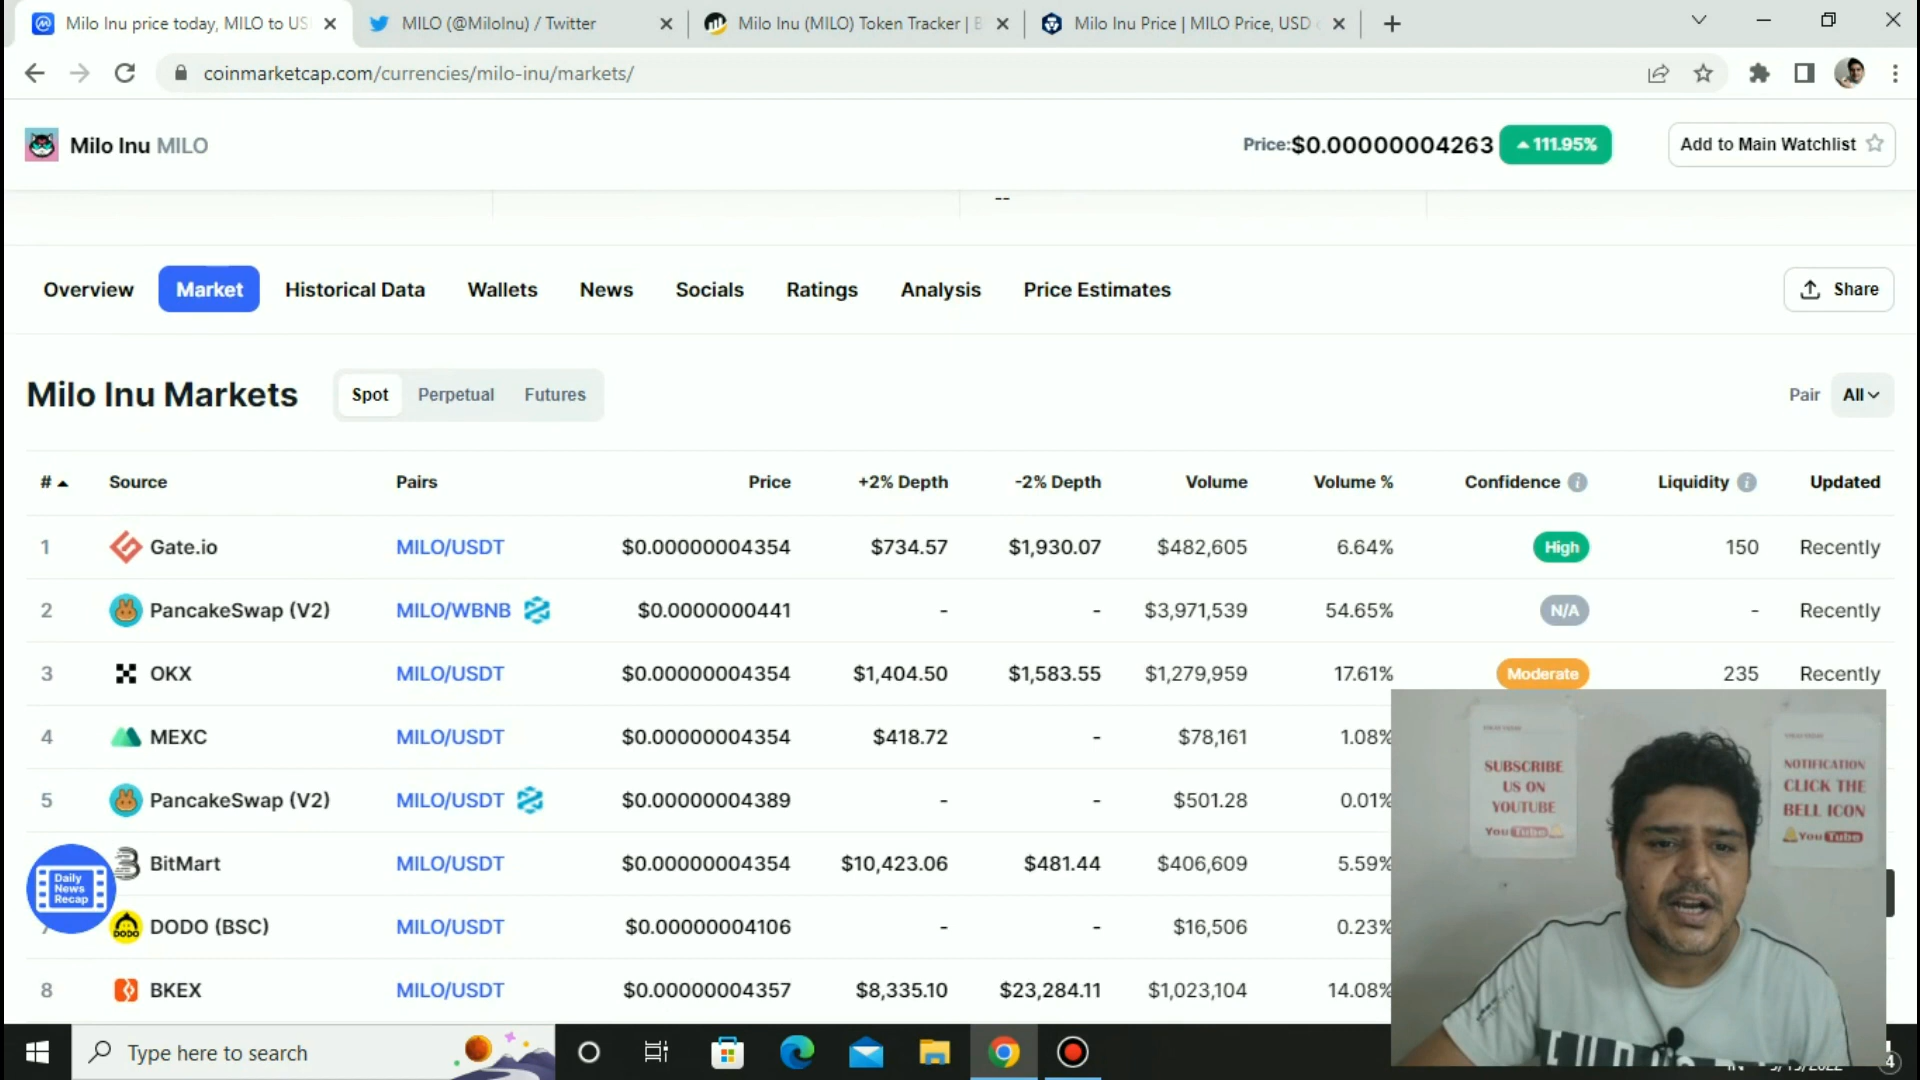 Milo Inu price today, MILO to US
MILO (@MiloInu) / Twitter
Milo Inu (MILO) Token Tracker | B
Milo Inu Price | MILO Price, USD
coinmarketcap.com/currencies/milo-inu/markets/
Milo Inu MILO
Price:$0.00000004263 111.95%
Add to Main Watchlist
--
Overview Market Historical Data Wallets News Socials Ratings Analysis Price Estimates
Share
Milo Inu Markets
Spot Perpetual Futures
Pair All
# Source Pairs Price +2% Depth -2% Depth Volume Volume % Confidence Liquidity Updated
1 Gate.io MILO/USDT $0.00000004354 $734.57 $1,930.07 $482,605 6.64% High 150 Recently
2 PancakeSwap (V2) MILO/WBNB $0.0000000441 - - $3,971,539 54.65% N/A - Recently
3 OKX MILO/USDT $0.00000004354 $1,404.50 $1,583.55 $1,279,959 17.61% Moderate 235 Recently
4 MEXC MILO/USDT $0.00000004354 $418.72 - $78,161 1.08%
5 PancakeSwap (V2) MILO/USDT $0.00000004389 - - $501.28 0.01%
BitMart MILO/USDT $0.00000004354 $10,423.06 $481.44 $406,609 5.59%
DODO (BSC) MILO/USDT $0.00000004106 - - $16,506 0.23%
8 BKEX MILO/USDT $0.00000004357 $8,335.10 $23,284.11 $1,023,104 14.08%
Daily
News
Recap
DODO
SUBSCRIBE
US ON
YOUTUBE
YouTube
NOTIFICATION
CLICK THE
BELL ICON
YouTube
Type here to search
4